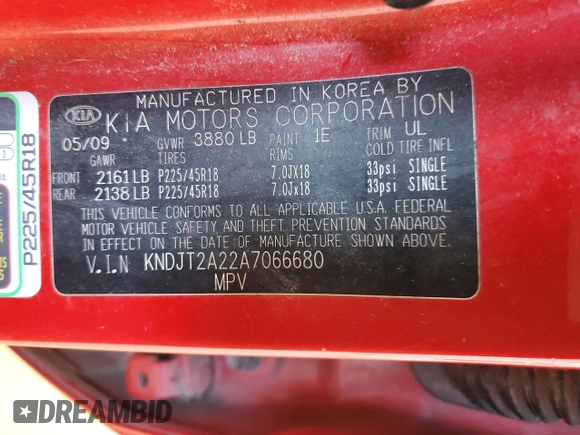 MANUFACTURED IN KOREA BY
KIA KIA MOTORS CORPORATION
05/09 GVWR 3880 LB PAINT 1E TRIM UL
GAWR TIRES RIMS COLD TIRE INFL
FRONT 2161 LB P225/45R18 7.0JX18 33psi SINGLE
REAR 2138 LB P225/45R18 7.0Jx18 33psi SINGLE
THIS VEHICLE CONFORMS TO ALL APPLICABLE U.S.A. FEDERAL
MOTOR VEHICLE SAFETY AND THEFT PREVENTION STANDARDS
IN EFFECT ON THE DATE OF MANUFACTURE SHOWN ABOVE.
V.I.N KNDJT2A22A7066680
MPV
P225/45R18
DREAMBID